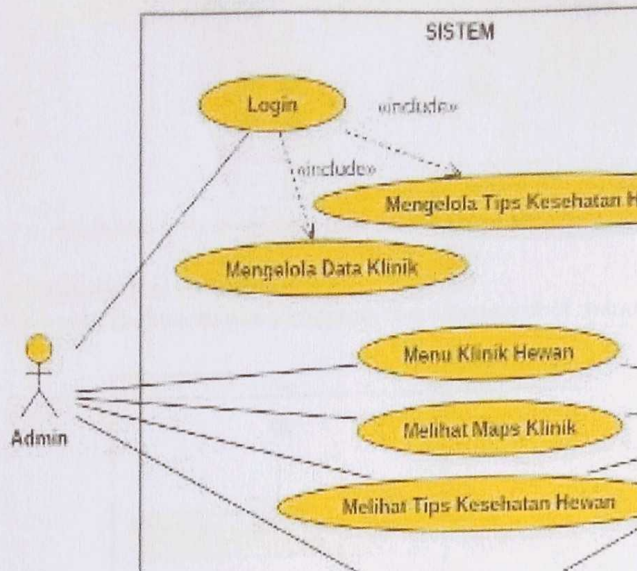 SISTEM
Login
«include»
«include»
Mengelola Tips Kesehatan H
Mengelola Data Klinik
Menu Klinik Hewan
Admin
Melihat Maps Klinik
Melihat Tips Kesehatan Hewan